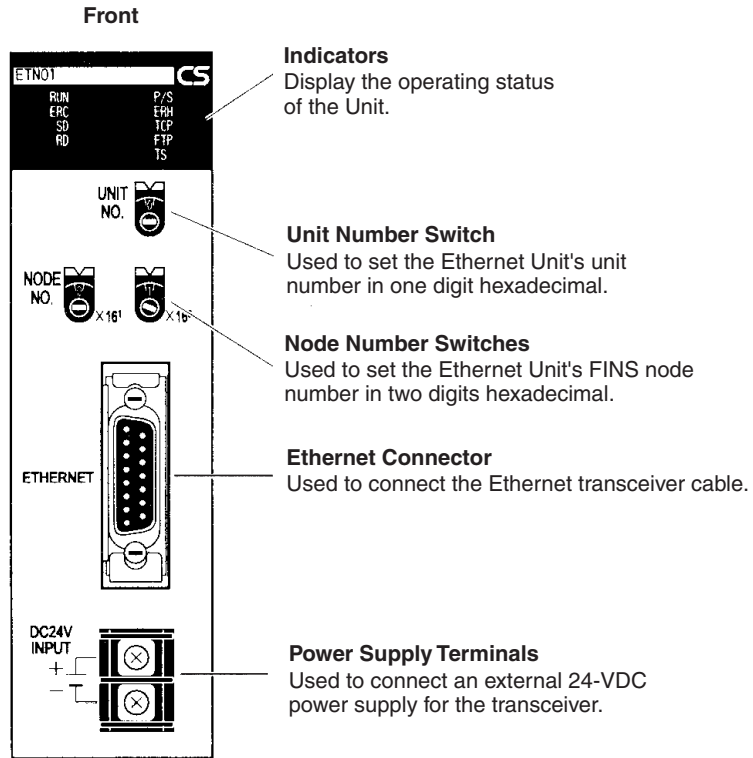 Front
Indicators
Display the operating status
of the Unit.
ETN01 CS
RUN P/S
ERC ERH
SD TCP
RD FTP
TS
UNIT
NO.
Unit Number Switch
Used to set the Ethernet Unit's unit
number in one digit hexadecimal.
NODE
NO.
×16¹ ×16
Node Number Switches
Used to set the Ethernet Unit's FINS node
number in two digits hexadecimal.
ETHERNET
Ethernet Connector
Used to connect the Ethernet transceiver cable.
DC24V
INPUT
+
−
Power Supply Terminals
Used to connect an external 24-VDC
power supply for the transceiver.